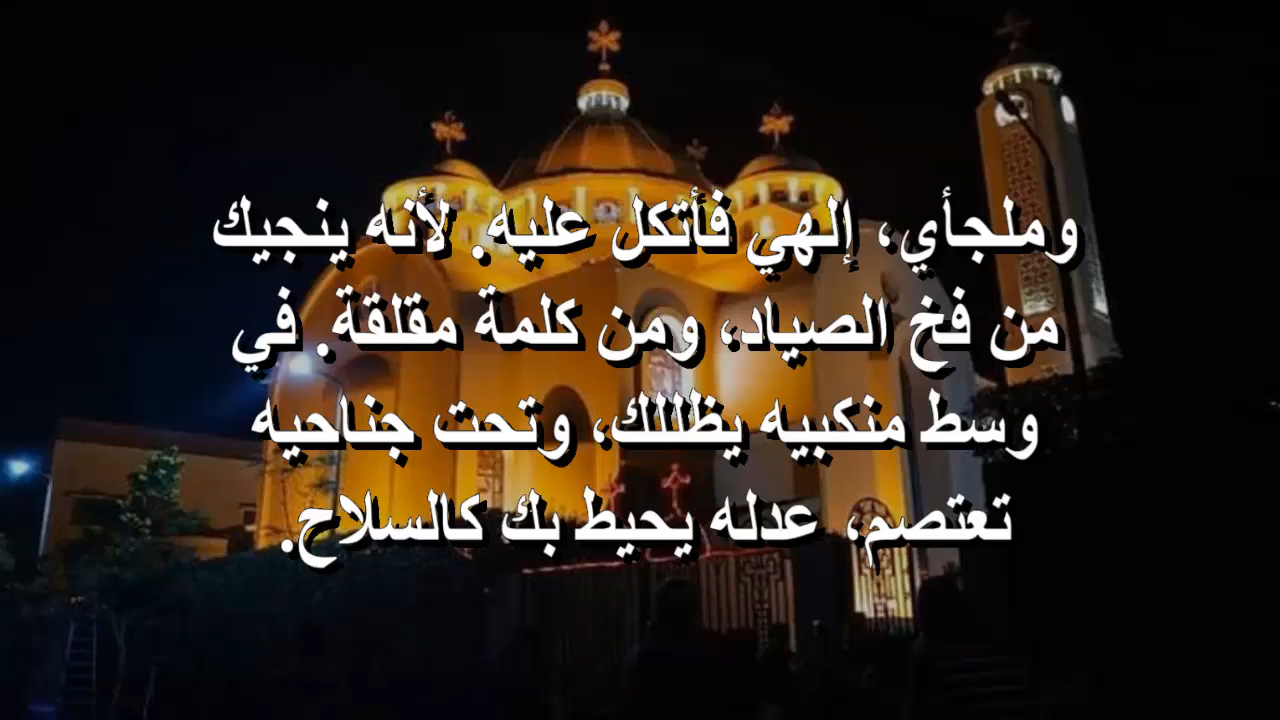 وملجأي، إلهي فأتكل عليه. لأنه ينجيك
من فخ الصياد، ومن كلمة مقلقة. في
وسط منكبيه يظللك، وتحت جناحيه
تعتصم، عدله يحيط بك كالسلاح.